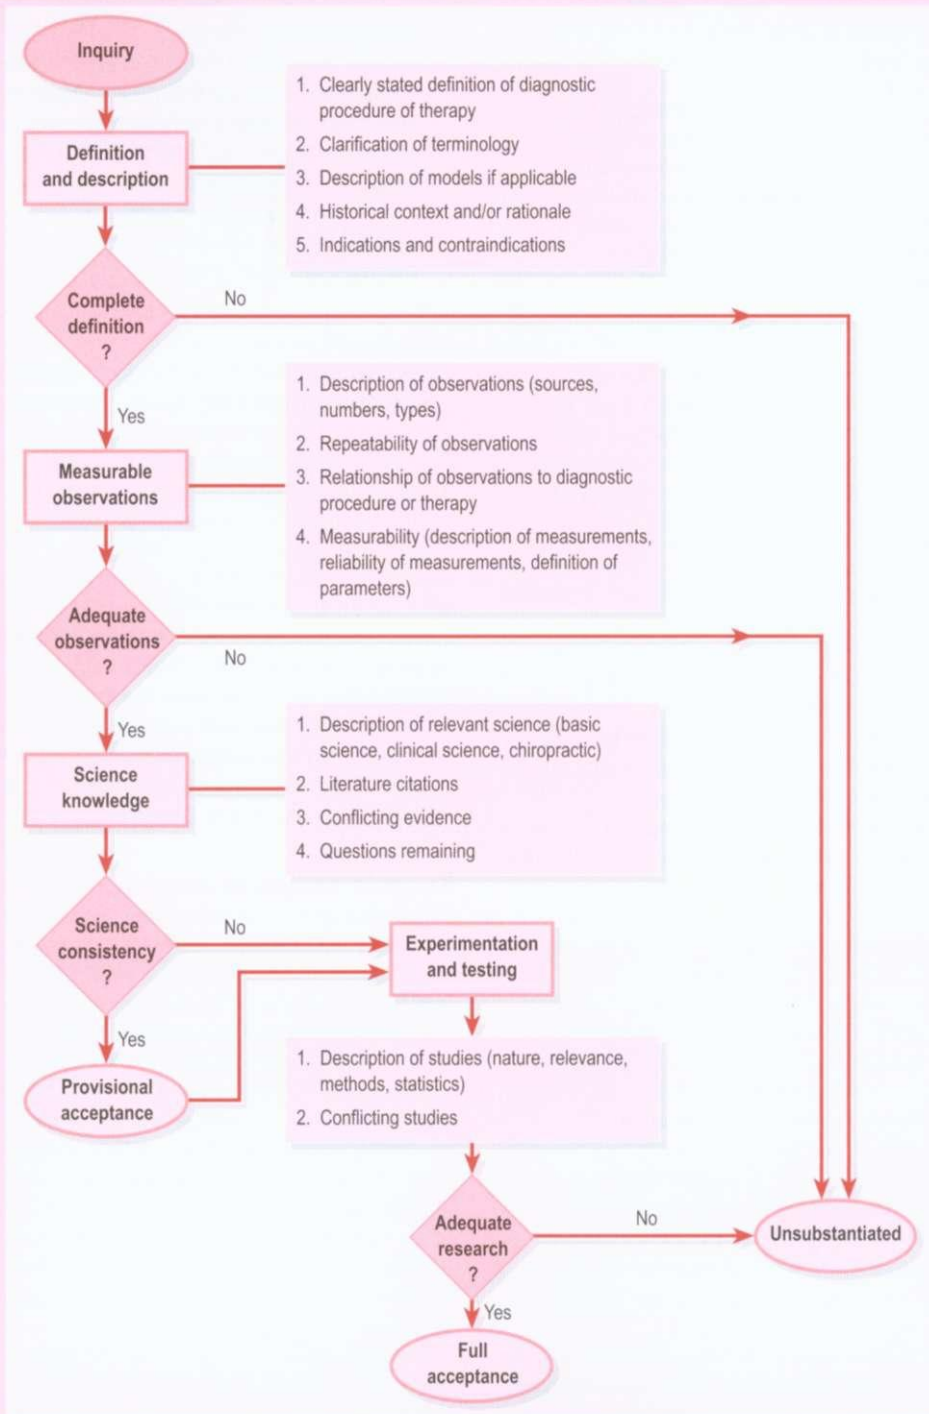 Inquiry
1. Clearly stated definition of diagnostic
procedure of therapy
2. Clarification of terminology
3. Description of models if applicable
4. Historical context and/or rationale
5. Indications and contraindications
Definition
and description
Complete
definition
?
No
Yes
1. Description of observations (sources,
numbers, types)
2. Repeatability of observations
3. Relationship of observations to diagnostic
procedure or therapy
4. Measurability (description of measurements,
reliability of measurements, definition of
parameters)
Measurable
observations
Adequate
observations
?
No
Yes
1. Description of relevant science (basic
science, clinical science, chiropractic)
2. Literature citations
3. Conflicting evidence
4. Questions remaining
Science
knowledge
Science
consistency
?
No
Yes
Experimentation
and testing
Provisional
acceptance
1. Description of studies (nature, relevance,
methods, statistics)
2. Conflicting studies
Adequate
research
?
No
Unsubstantiated
Yes
Full
acceptance